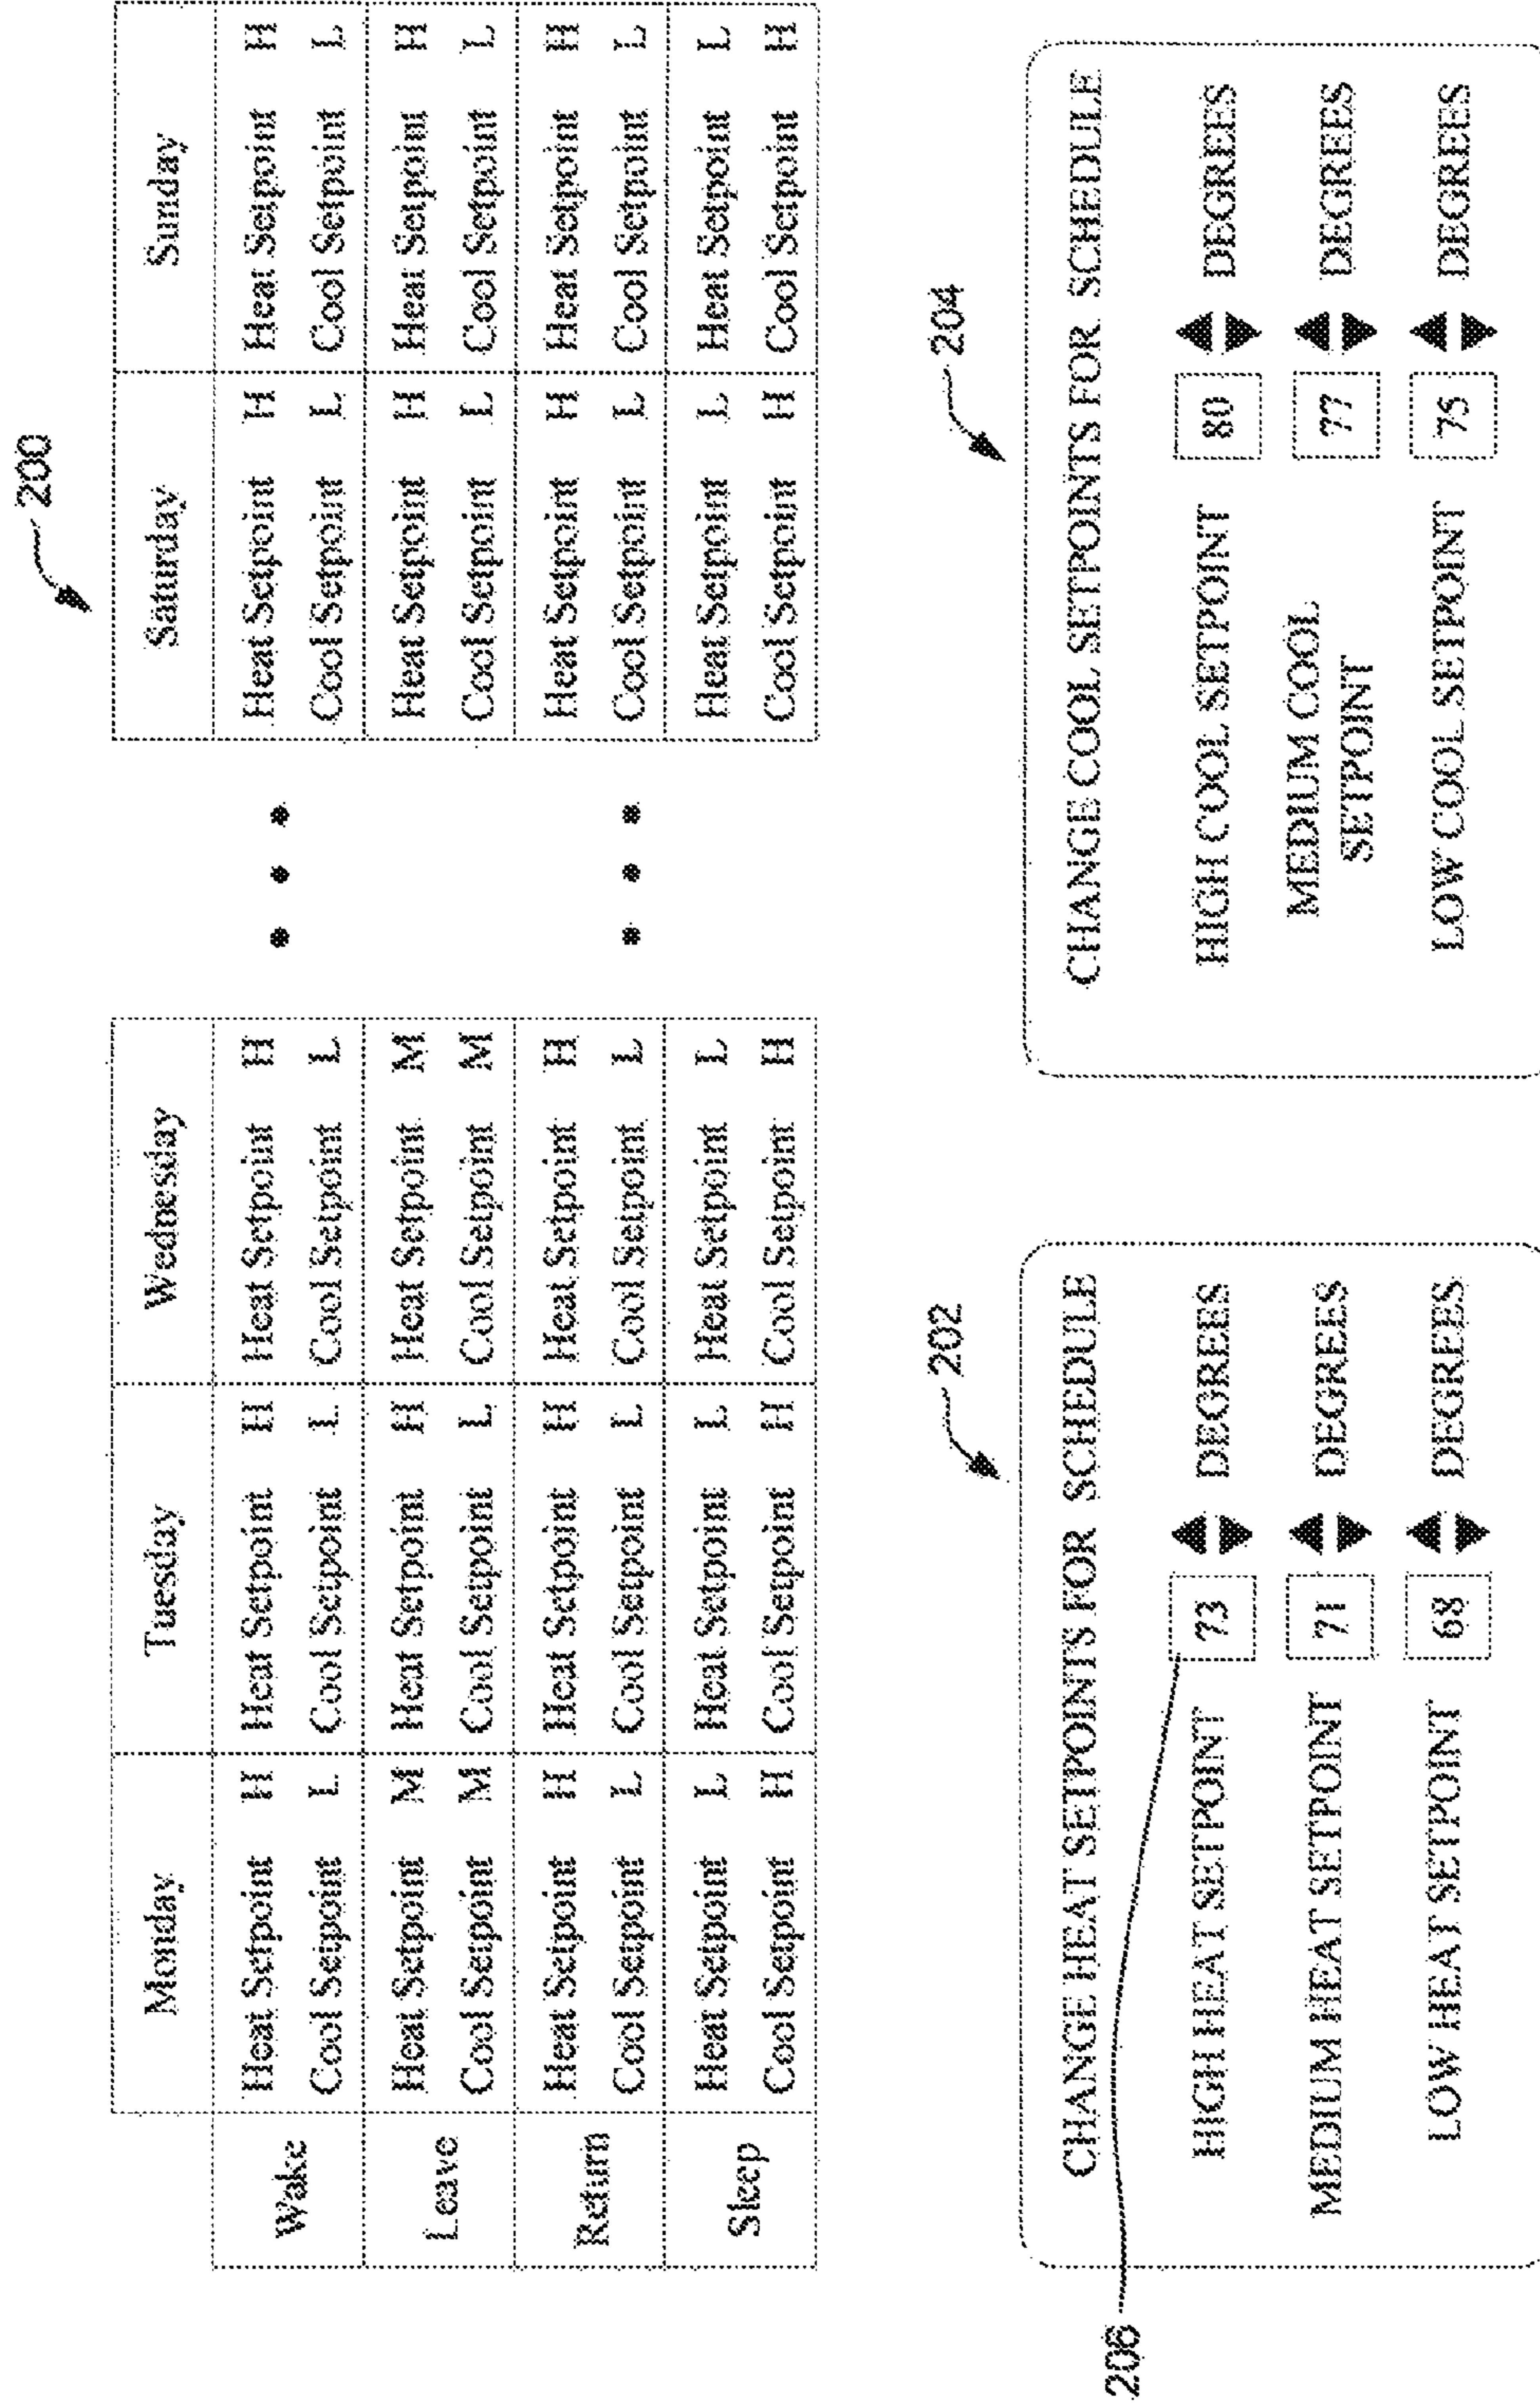 200
Monday Tuesday Wednesday Saturday Sunday
Wake Heat Setpoint H Heat Setpoint H Heat Setpoint H Heat Setpoint H Heat Setpoint H
Cool Setpoint L Cool Setpoint L Cool Setpoint L Cool Setpoint L Cool Setpoint L
Leave Heat Setpoint M Heat Setpoint H Heat Setpoint M Heat Setpoint H Heat Setpoint H
Cool Setpoint M Cool Setpoint L Cool Setpoint M Cool Setpoint L Cool Setpoint L
Return Heat Setpoint H Heat Setpoint H Heat Setpoint H Heat Setpoint H Heat Setpoint H
Cool Setpoint L Cool Setpoint L Cool Setpoint L Cool Setpoint L Cool Setpoint L
Sleep Heat Setpoint L Heat Setpoint L Heat Setpoint L Heat Setpoint L Heat Setpoint L
Cool Setpoint H Cool Setpoint H Cool Setpoint H Cool Setpoint H Cool Setpoint H
202
CHANGE HEAT SETPOINTS FOR SCHEDULE
206
HIGH HEAT SETPOINT 73 DEGREES
MEDIUM HEAT SETPOINT 71 DEGREES
LOW HEAT SETPOINT 68 DEGREES
204
CHANGE COOL SETPOINTS FOR SCHEDULE
HIGH COOL SETPOINT 80 DEGREES
MEDIUM COOL
SETPOINT 77 DEGREES
LOW COOL SETPOINT 75 DEGREES